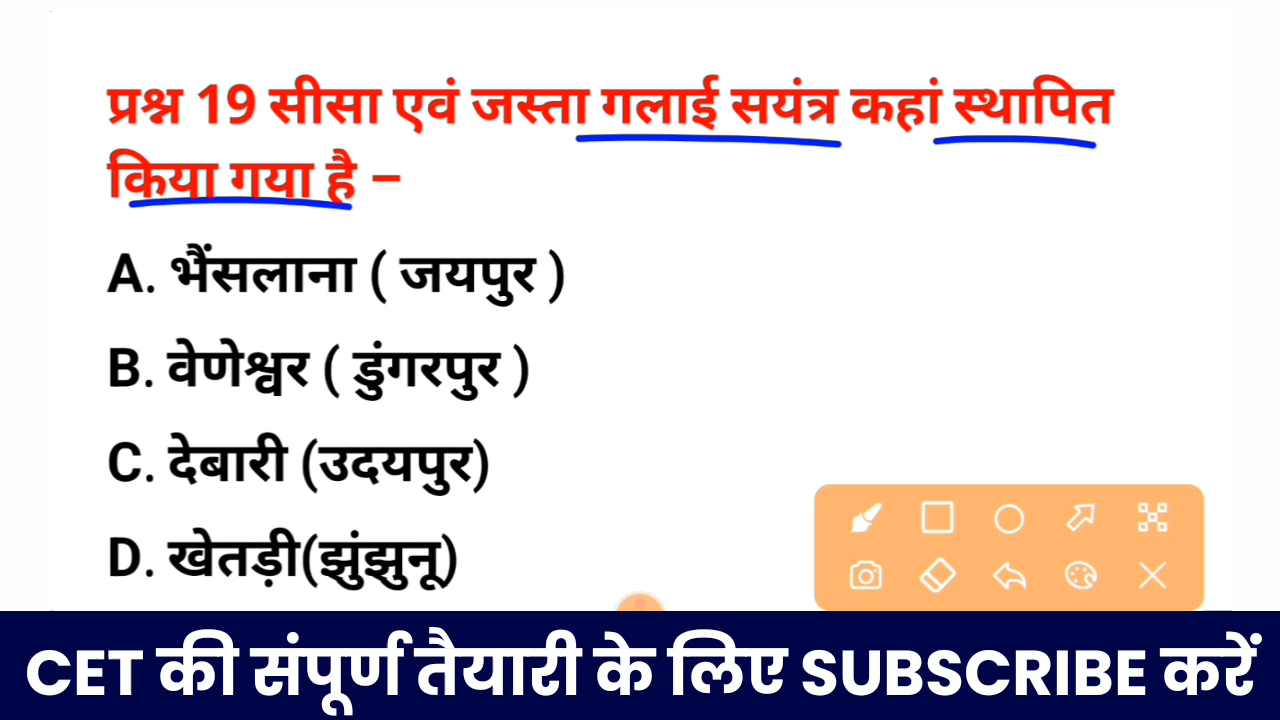 प्रश्न 19 सीसा एवं जस्ता गलाई सयंत्र कहां स्थापित
किया गया है –
A. भैंसलाना ( जयपुर )
B. वेणेश्वर ( डुंगरपुर )
C. देबारी (उदयपुर)
D. खेतड़ी(झुंझुनू)
CET की संपूर्ण तैयारी के लिए SUBSCRIBE करें